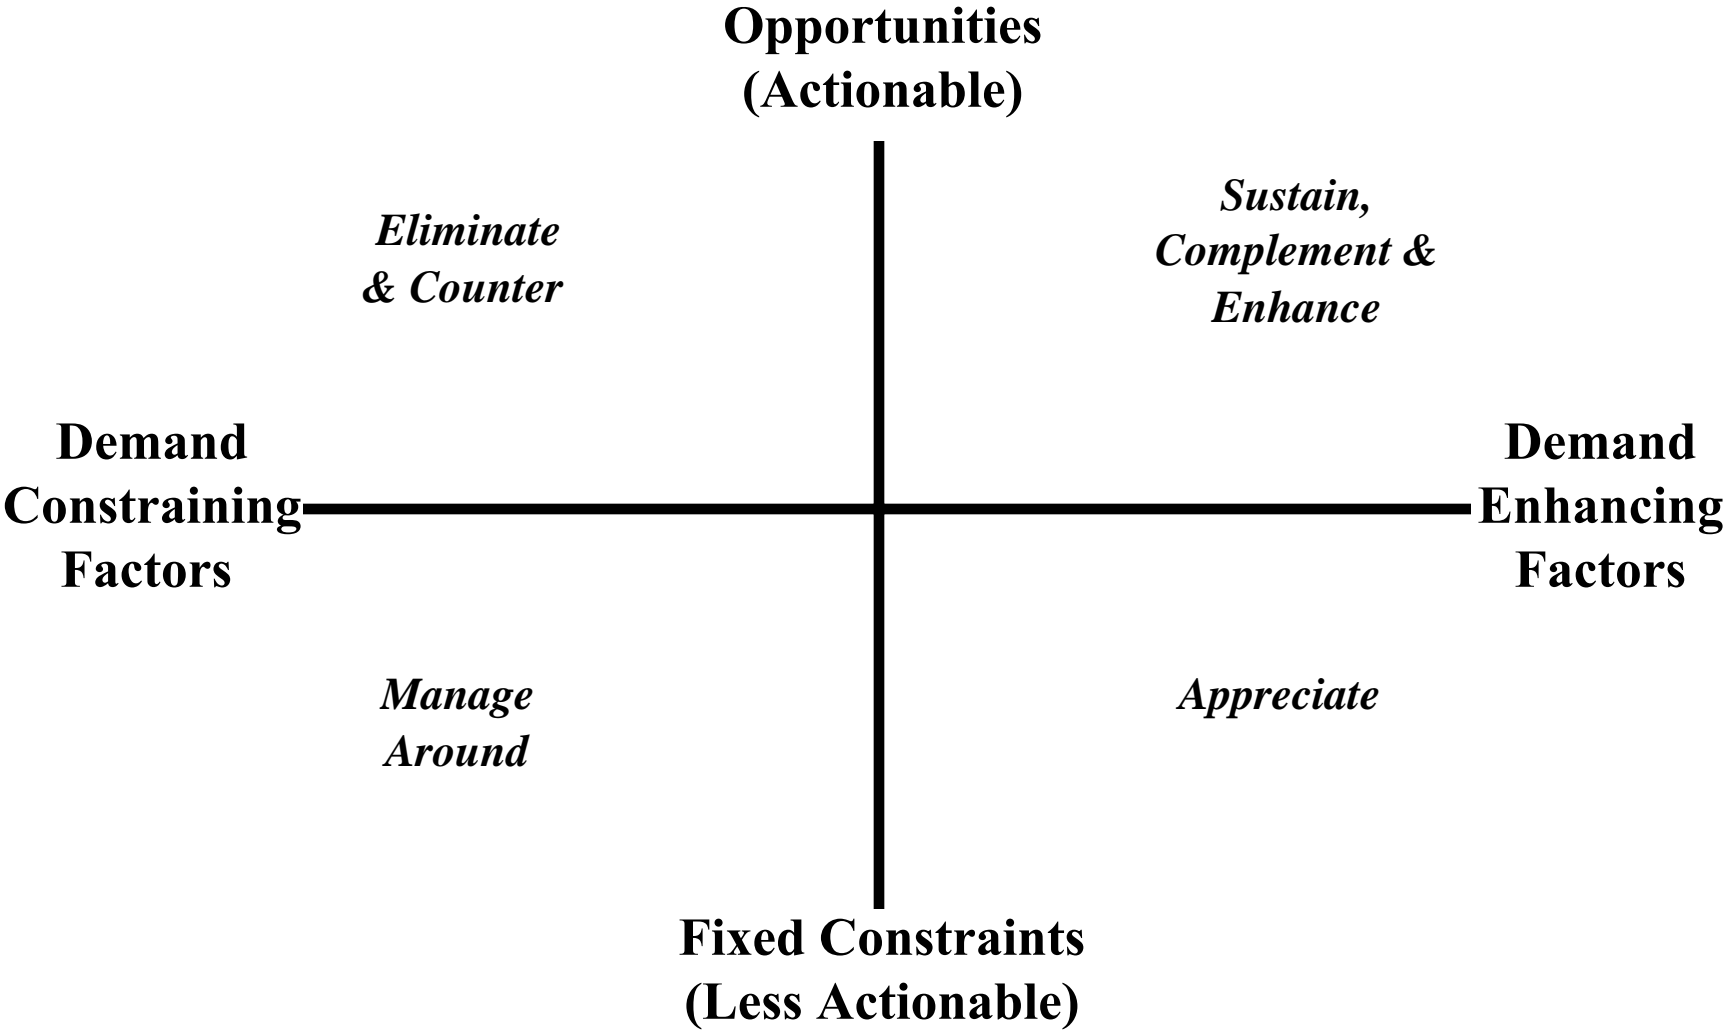 Opportunities
(Actionable)
Eliminate
& Counter
Sustain,
Complement &
Enhance
Demand
Constraining
Factors
Demand
Enhancing
Factors
Manage
Around
Appreciate
Fixed Constraints
(Less Actionable)